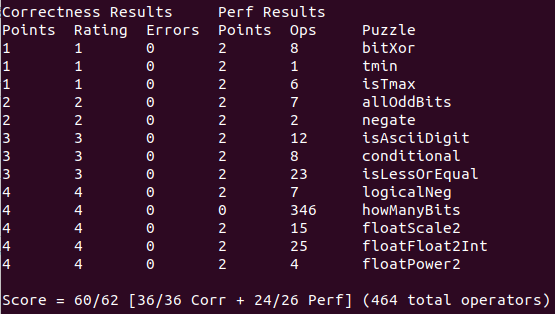 Correctness Results Perf Results
Points Rating Errors Points Ops Puzzle
1 1 0 2 8 bitXor
1 1 0 2 1 tmin
1 1 0 2 6 isTmax
2 2 0 2 7 allOddBits
2 2 0 2 2 negate
3 3 0 2 12 isAsciiDigit
3 3 0 2 8 conditional
3 3 0 2 23 isLessOrEqual
4 4 0 2 7 logicalNeg
4 4 0 0 346 howManyBits
4 4 0 2 15 floatScale2
4 4 0 2 25 floatFloat2Int
4 4 0 2 4 floatPower2
Score = 60/62 [36/36 Corr + 24/26 Perf] (464 total operators)